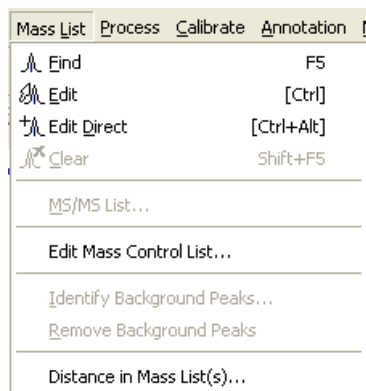 Mass List Process Calibrate Annotation
Find F5
Edit [Ctrl]
Edit Direct [Ctrl+Alt]
Clear Shift+F5
MS/MS List...
Edit Mass Control List...
Identify Background Peaks...
Remove Background Peaks
Distance in Mass List(s)...